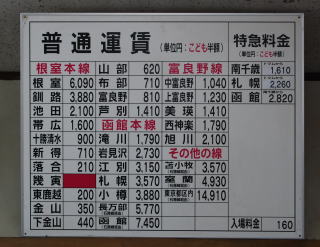 普通運賃 (単位円:こども半額)
特急料金 (単位円:こども半額)
根室本線
根室 6,090
釧路 3,880
池田 2,100
帯広 1,600
十勝清水 900
新得 710
落合 210
幾寅
東鹿越 200
金山 350
下金山 440
山部 620
布部 710
富良野 810
芦別 1,410
函館本線
滝川 1,790
岩見沢 2,730
江別 3,150
札幌 3,570
小樽 3,880
長万部 5,770
函館 7,450
富良野線
中富良野 1,040
上富良野 1,230
美瑛 1,410
西神楽 1,790
旭川 2,100
その他の線
苫小牧 3,570
室蘭 4,930
東京都区内 14,910
南千歳 1,610
札幌 2,260
函館 2,820
入場料金 160